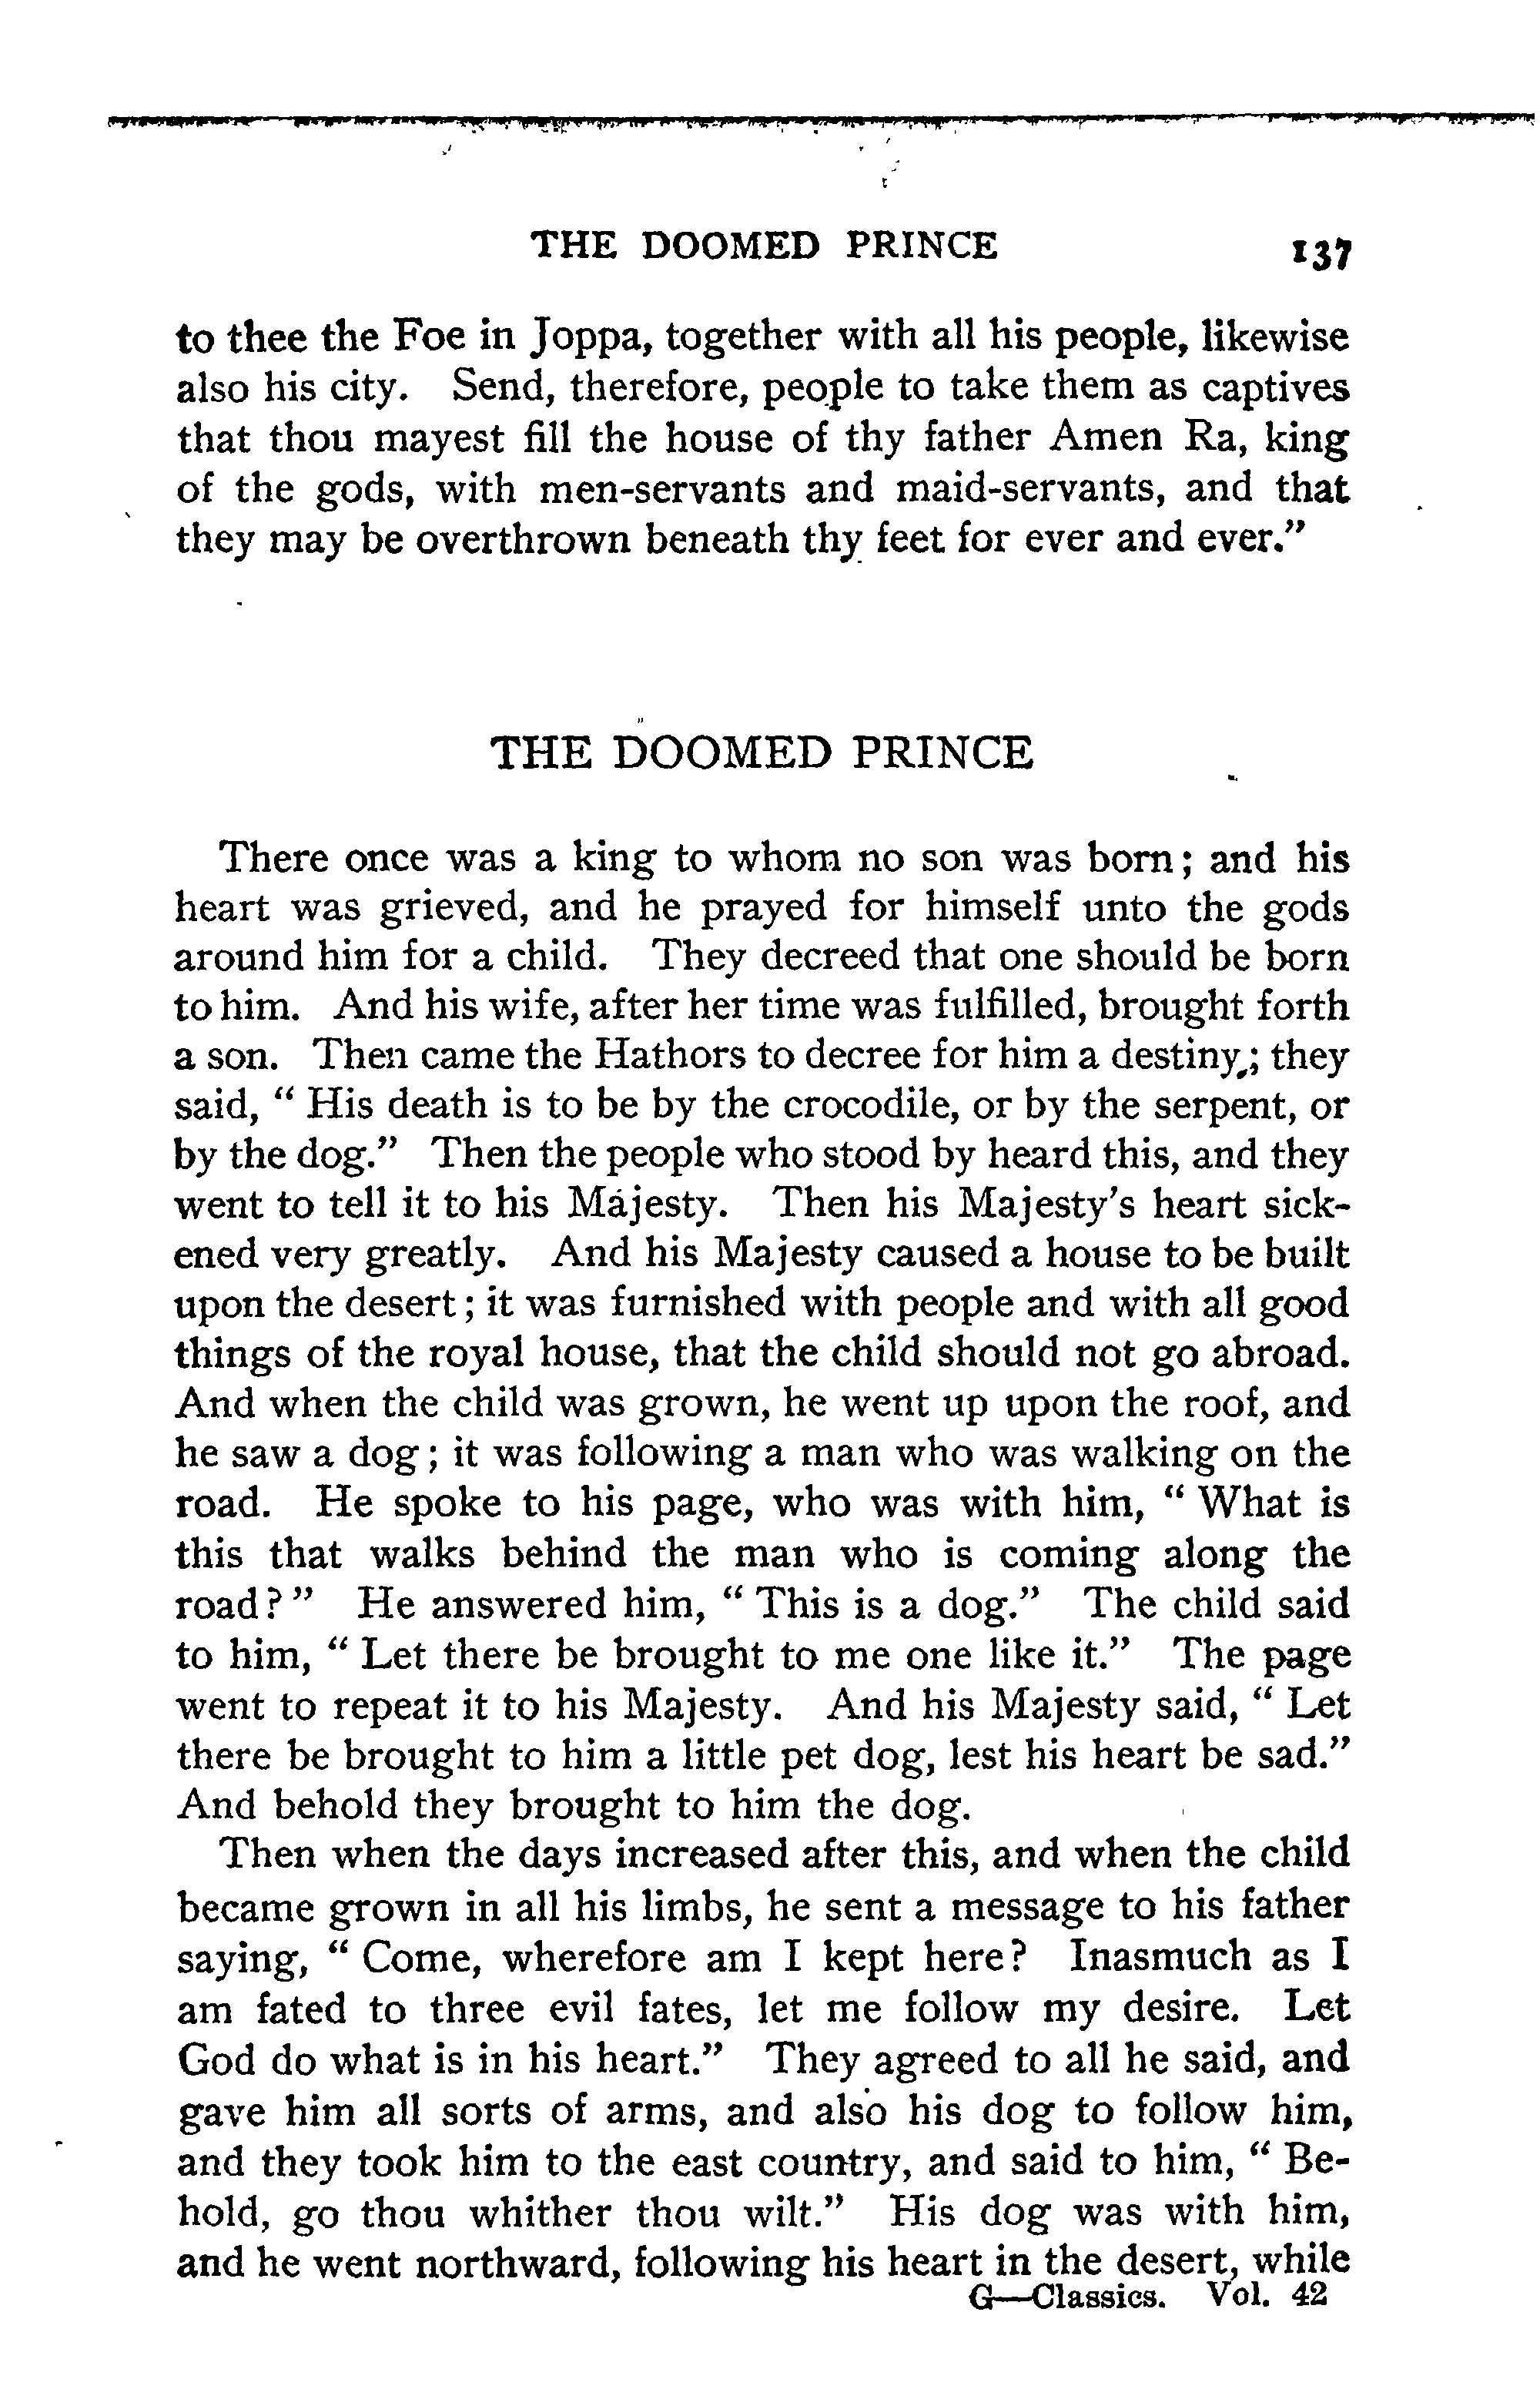 THE DOOMED PRINCE 137
to thee the Foe in Joppa, together with all his people, likewise
also his city. Send, therefore, people to take them as captives
that thou mayest fill the house of thy father Amen Ra, king
of the gods, with men-servants and maid-servants, and that
they may be overthrown beneath thy feet for ever and ever."
THE DOOMED PRINCE
There once was a king to whom no son was born; and his
heart was grieved, and he prayed for himself unto the gods
around him for a child. They decreed that one should be born
to him. And his wife, after her time was fulfilled, brought forth
a son. Then came the Hathors to decree for him a destiny; they
said, "His death is to be by the crocodile, or by the serpent, or
by the dog." Then the people who stood by heard this, and they
went to tell it to his Majesty. Then his Majesty's heart sick-
ened very greatly. And his Majesty caused a house to be built
upon the desert; it was furnished with people and with all good
things of the royal house, that the child should not go abroad.
And when the child was grown, he went up upon the roof, and
he saw a dog; it was following a man who was walking on the
road. He spoke to his page, who was with him, "What is
this that walks behind the man who is coming along the
road?" He answered him, "This is a dog." The child said
to him, "Let there be brought to me one like it." The page
went to repeat it to his Majesty. And his Majesty said, "Let
there be brought to him a little pet dog, lest his heart be sad."
And behold they brought to him the dog.
Then when the days increased after this, and when the child
became grown in all his limbs, he sent a message to his father
saying, "Come, wherefore am I kept here? Inasmuch as I
am fated to three evil fates, let me follow my desire. Let
God do what is in his heart." They agreed to all he said, and
gave him all sorts of arms, and also his dog to follow him,
and they took him to the east country, and said to him, "Be-
hold, go thou whither thou wilt." His dog was with him,
and he went northward, following his heart in the desert, while
G—Classics. Vol. 42